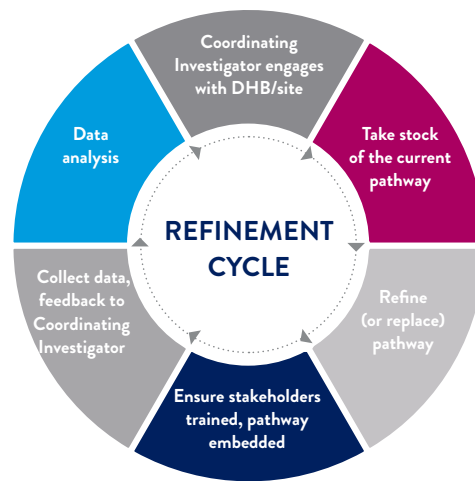 Coordinating
Investigator engages
with DHB/site
Take stock
of the current
pathway
Refine
(or replace)
pathway
Ensure stakeholders
trained, pathway
embedded
Collect data,
feedback to
Coordinating
Investigator
Data
analysis
REFINEMENT
CYCLE